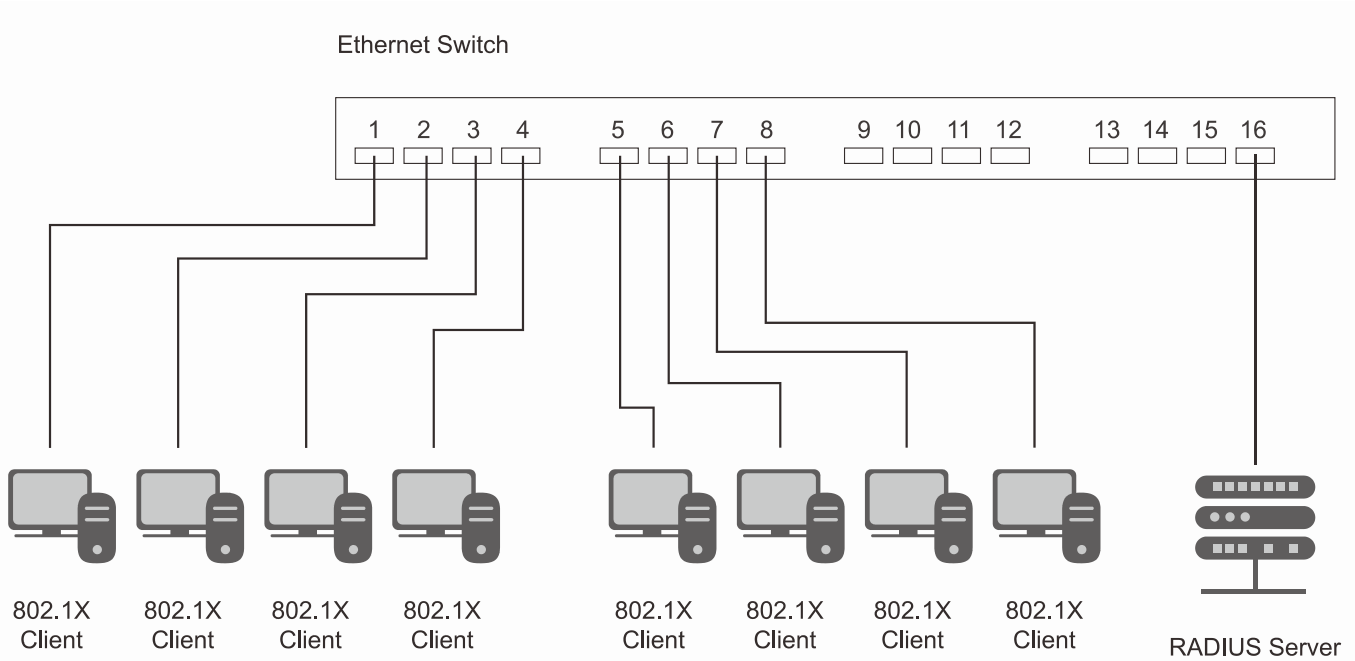 Ethernet Switch
1 2 3 4 5 6 7 8 9 10 11 12 13 14 15 16
802.1X
Client
802.1X
Client
802.1X
Client
802.1X
Client
802.1X
Client
802.1X
Client
802.1X
Client
802.1X
Client
RADIUS Server